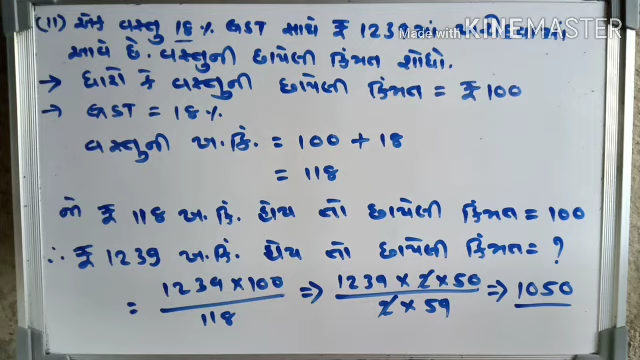 (11) એક વસ્તુ 18% GST સાથે ₹ 1239 માં
Made With KINEMASTER
આવે છે. વસ્તુની છાપેલી કિંમત શોધો.
→ ધારો કે વસ્તુની છાપેલી કિંમત = ₹ 100
→ GST = 18%
વસ્તુની ખ.કિં. = 100 + 18
= 118
જો ₹ 118 ખ.કિં. હોય તો છાપેલી કિંમત = 100
∴ ₹ 1239 ખ.કિં. હોય તો છાપેલી કિંમત = ?
= 1239 × 100 / 118 ⇒ 1239 × 2 × 50 / 2 × 59 ⇒ 1050